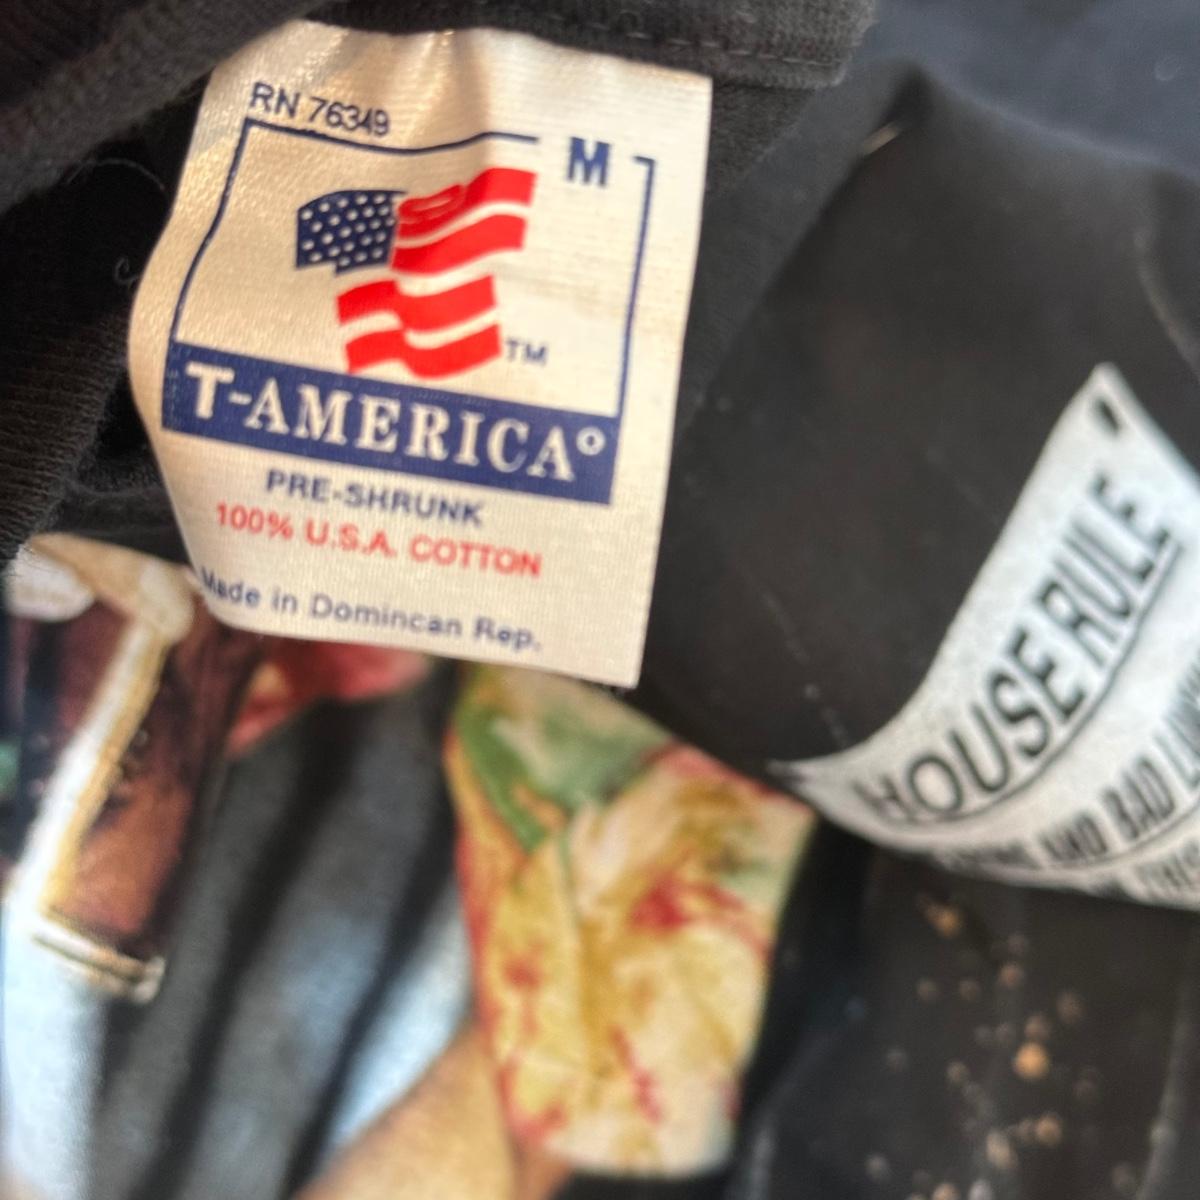 RN 76349
M
TM
T-AMERICA
PRE-SHRUNK
100% U.S.A. COTTON
Made in Domincan Rep.
HOUSE RULE
AND BAD